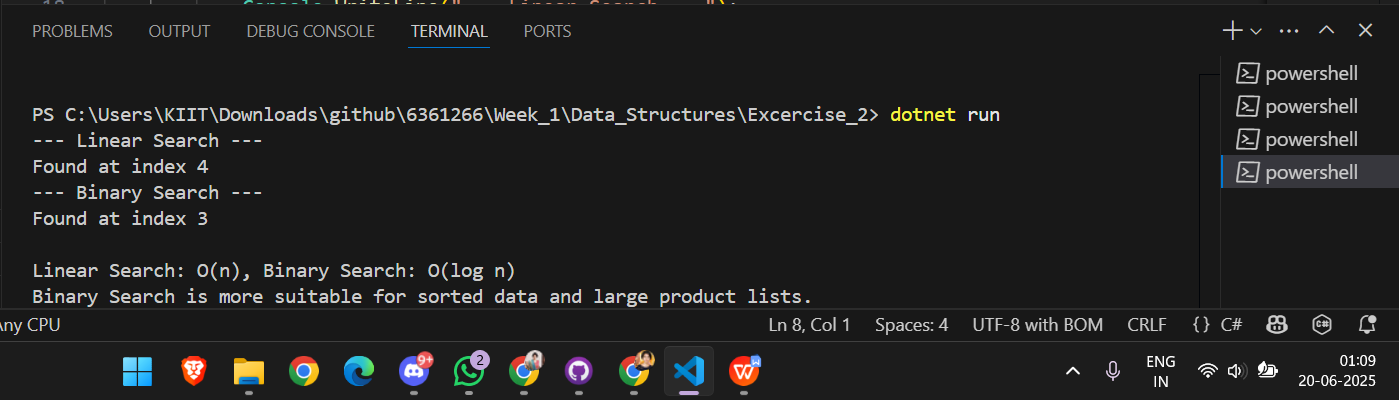 PROBLEMS OUTPUT DEBUG CONSOLE TERMINAL PORTS
powershell
powershell
powershell
powershell
PS C:\Users\KIIT\Downloads\github\6361266\Week_1\Data_Structures\Excercise_2> dotnet run
--- Linear Search ---
Found at index 4
--- Binary Search ---
Found at index 3
Linear Search: O(n), Binary Search: O(log n)
Binary Search is more suitable for sorted data and large product lists.
ny CPU Ln 8, Col 1 Spaces: 4 UTF-8 with BOM CRLF {} C#
9+
2
W
ENG
IN
01:09
20-06-2025